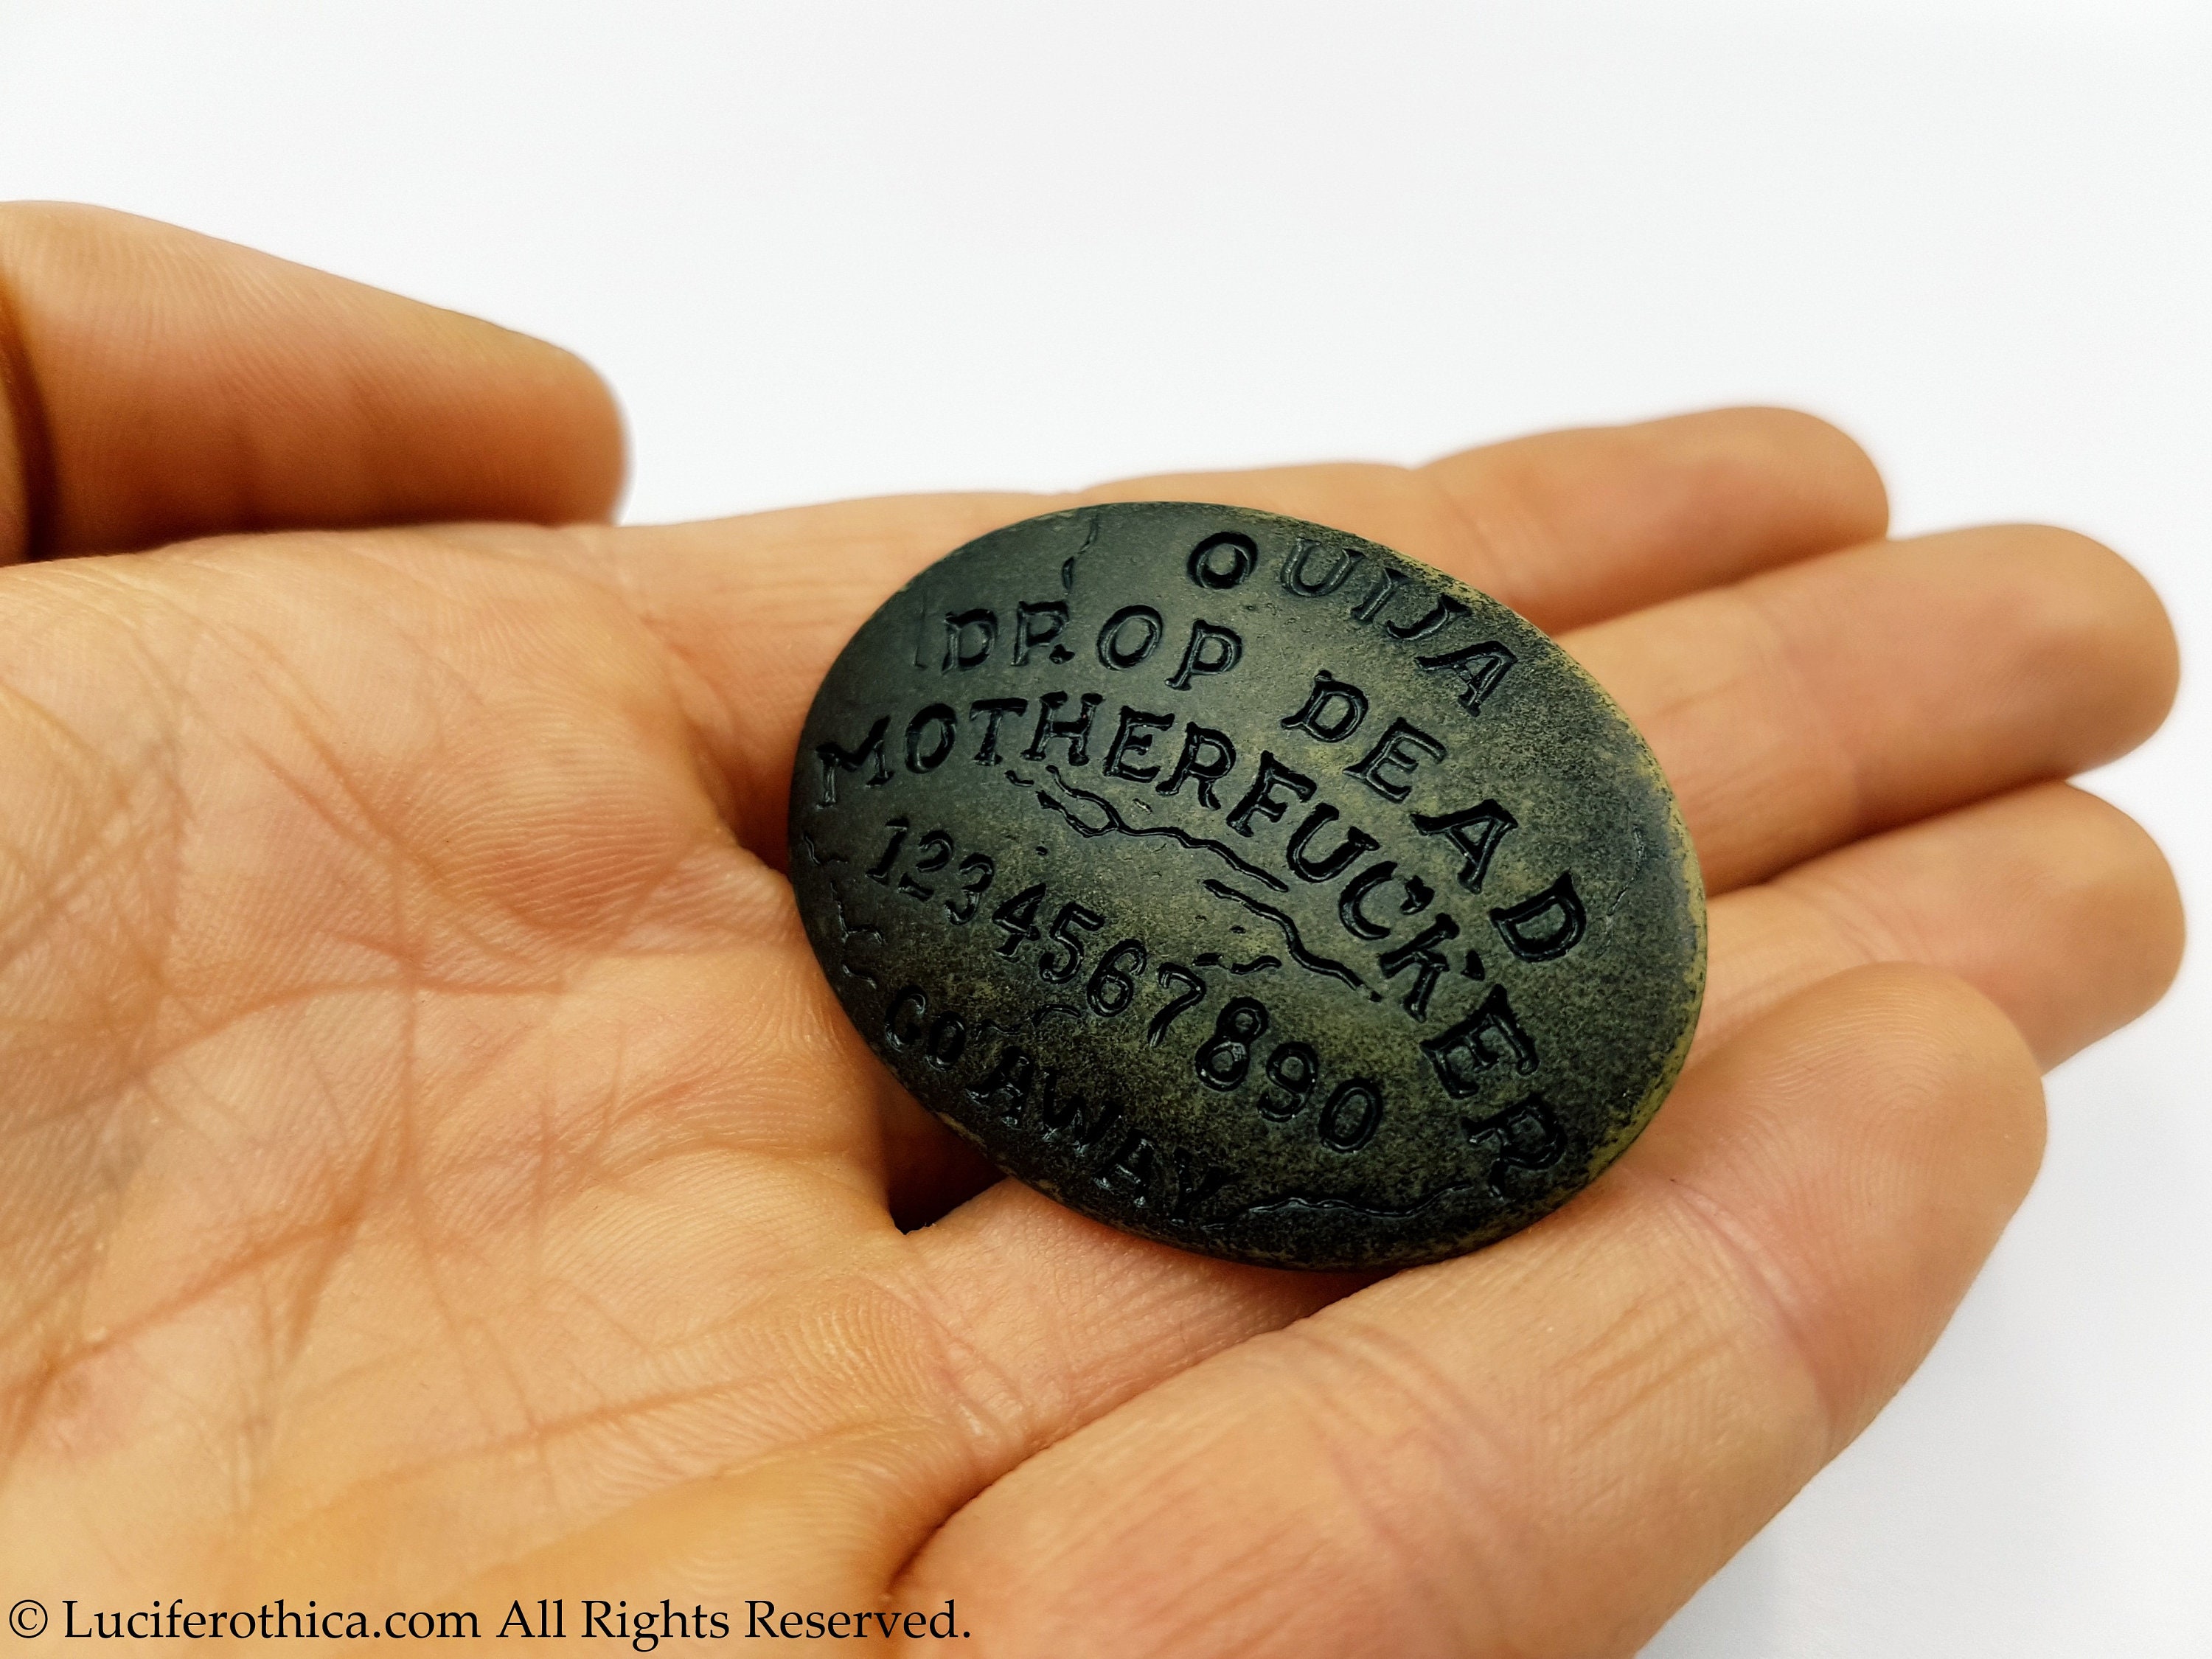 OUIJA
DROP DEAD
MOTHERFUCKER
1234567890
GO AWAY
© Luciferothica.com All Rights Reserved.